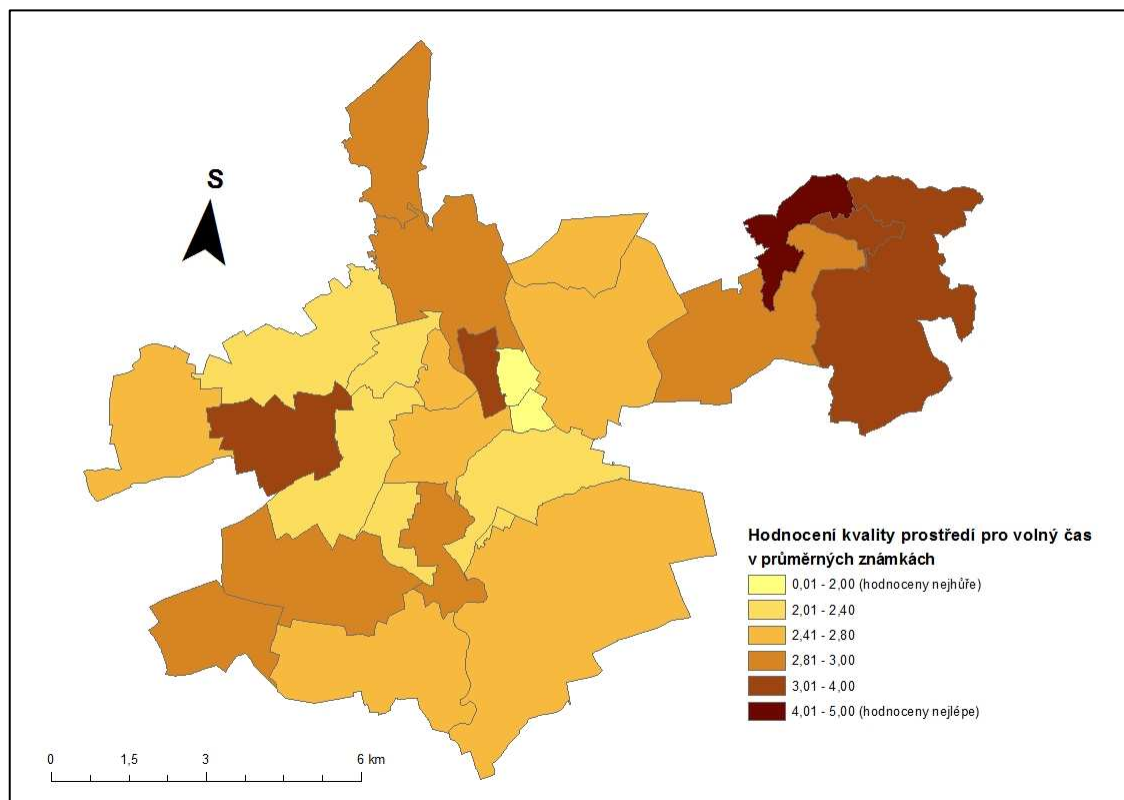 S
Hodnocení kvality prostředí pro volný čas
v průměrných známkách
0,01 - 2,00 (hodnoceny nejhůře)
2,01 - 2,40
2,41 - 2,80
2,81 - 3,00
3,01 - 4,00
4,01 - 5,00 (hodnoceny nejlépe)
0 1,5 3 6 km